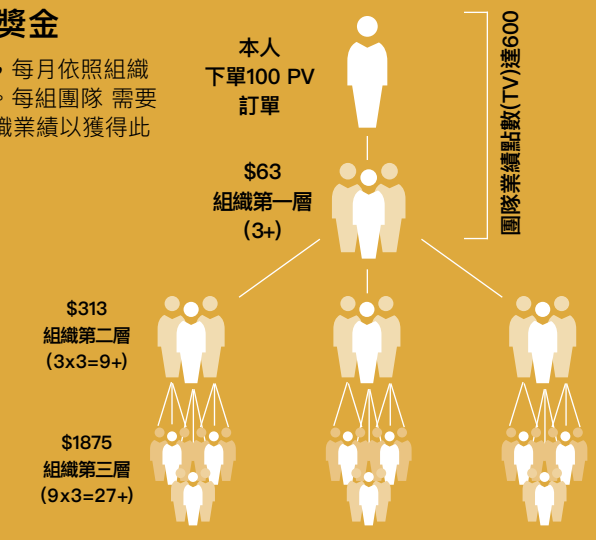 獎金
• 每月依照組織
。每組團隊 需要
織業績以獲得此
本人
下單100 PV
訂單
團隊業績點數(TV)達600
$63
組織第一層
(3+)
$313
組織第二層
(3x3=9+)
$1875
組織第三層
(9x3=27+)